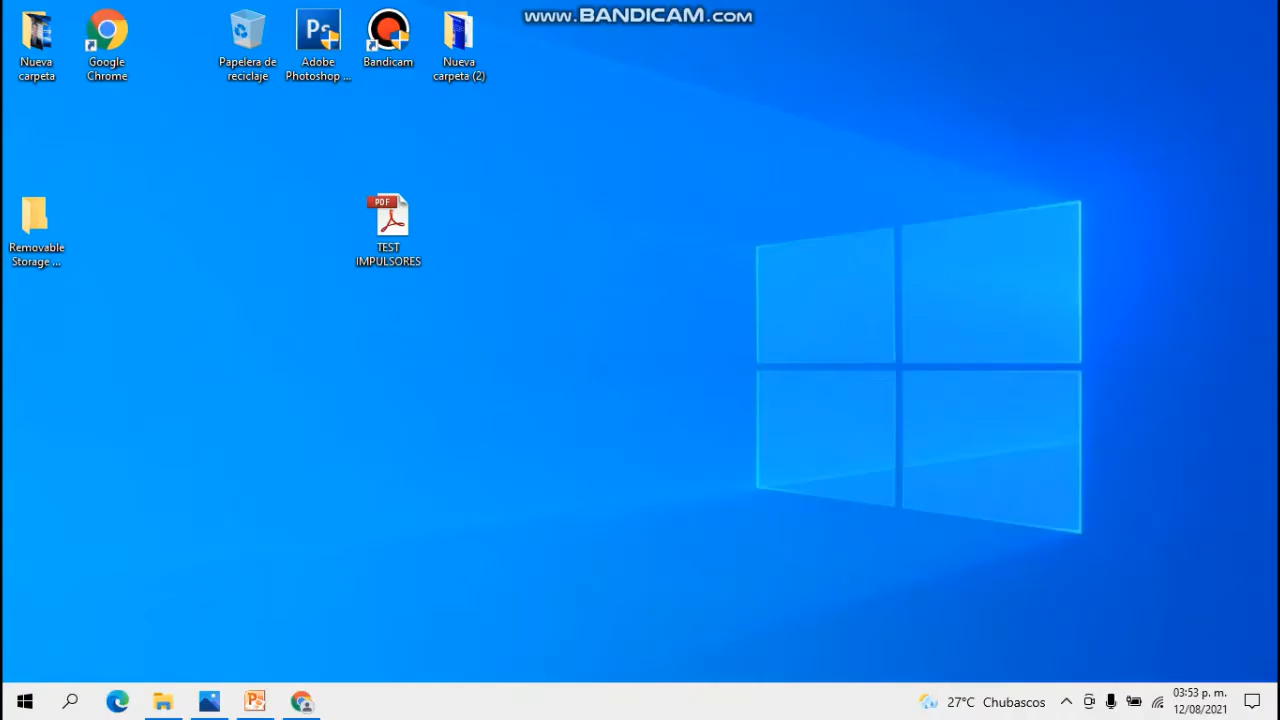 www.BANDICAM.com
Nueva
carpeta
Google
Chrome
Papelera de
reciclaje
Ps
Adobe
Photoshop ...
Bandicam
Nueva
carpeta (2)
Removable
Storage ...
PDF
TEST
IMPULSORES
27°C Chubascos
03:53 p. m.
12/08/2021